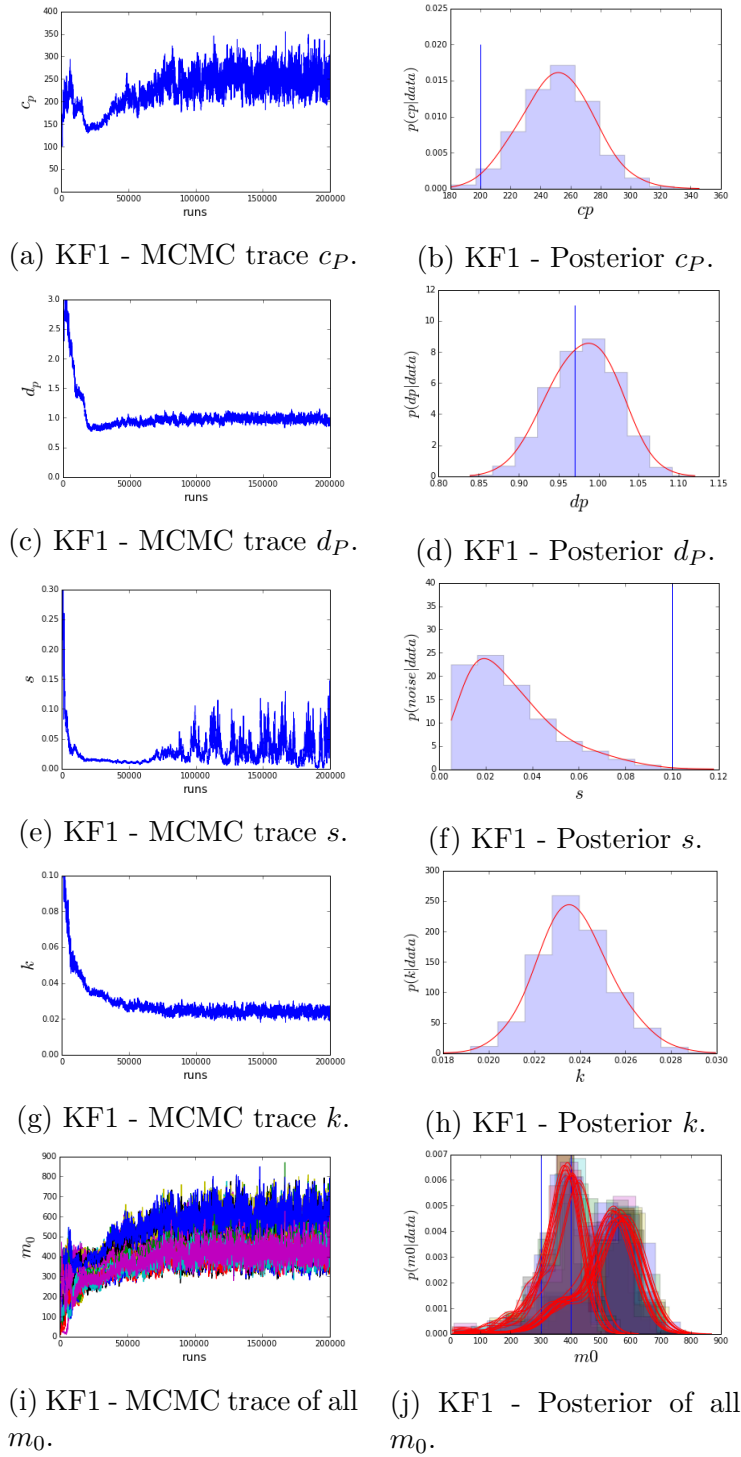 400
350
300
250
200
150
100
50
0
c_p
0 50000 100000 150000 200000
runs
0.025
0.020
0.015
0.010
0.005
0.000
p(cp|data)
180 200 220 240 260 280 300 320 340 360
cp
(a) KF1 - MCMC trace c_P.
(b) KF1 - Posterior c_P.
3.0
2.5
2.0
1.5
1.0
0.5
0.0
d_p
0 50000 100000 150000 200000
runs
12
10
8
6
4
2
0
p(dp|data)
0.80 0.85 0.90 0.95 1.00 1.05 1.10 1.15
dp
(c) KF1 - MCMC trace d_P.
(d) KF1 - Posterior d_P.
0.30
0.25
0.20
0.15
0.10
0.05
0.00
s
0 50000 100000 150000 200000
runs
40
35
30
25
20
15
10
5
0
p(noise|data)
0.00 0.02 0.04 0.06 0.08 0.10 0.12
s
(e) KF1 - MCMC trace s.
(f) KF1 - Posterior s.
0.10
0.08
0.06
0.04
0.02
0.00
k
0 50000 100000 150000 200000
runs
300
250
200
150
100
50
0
p(k|data)
0.018 0.020 0.022 0.024 0.026 0.028 0.030
k
(g) KF1 - MCMC trace k.
(h) KF1 - Posterior k.
900
800
700
600
500
400
300
200
100
0
m_0
0 50000 100000 150000 200000
runs
0.007
0.006
0.005
0.004
0.003
0.002
0.001
0.000
p(m0|data)
0 100 200 300 400 500 600 700 800 900
m0
(i) KF1 - MCMC trace of all
m_0.
(j) KF1 - Posterior of all
m_0.